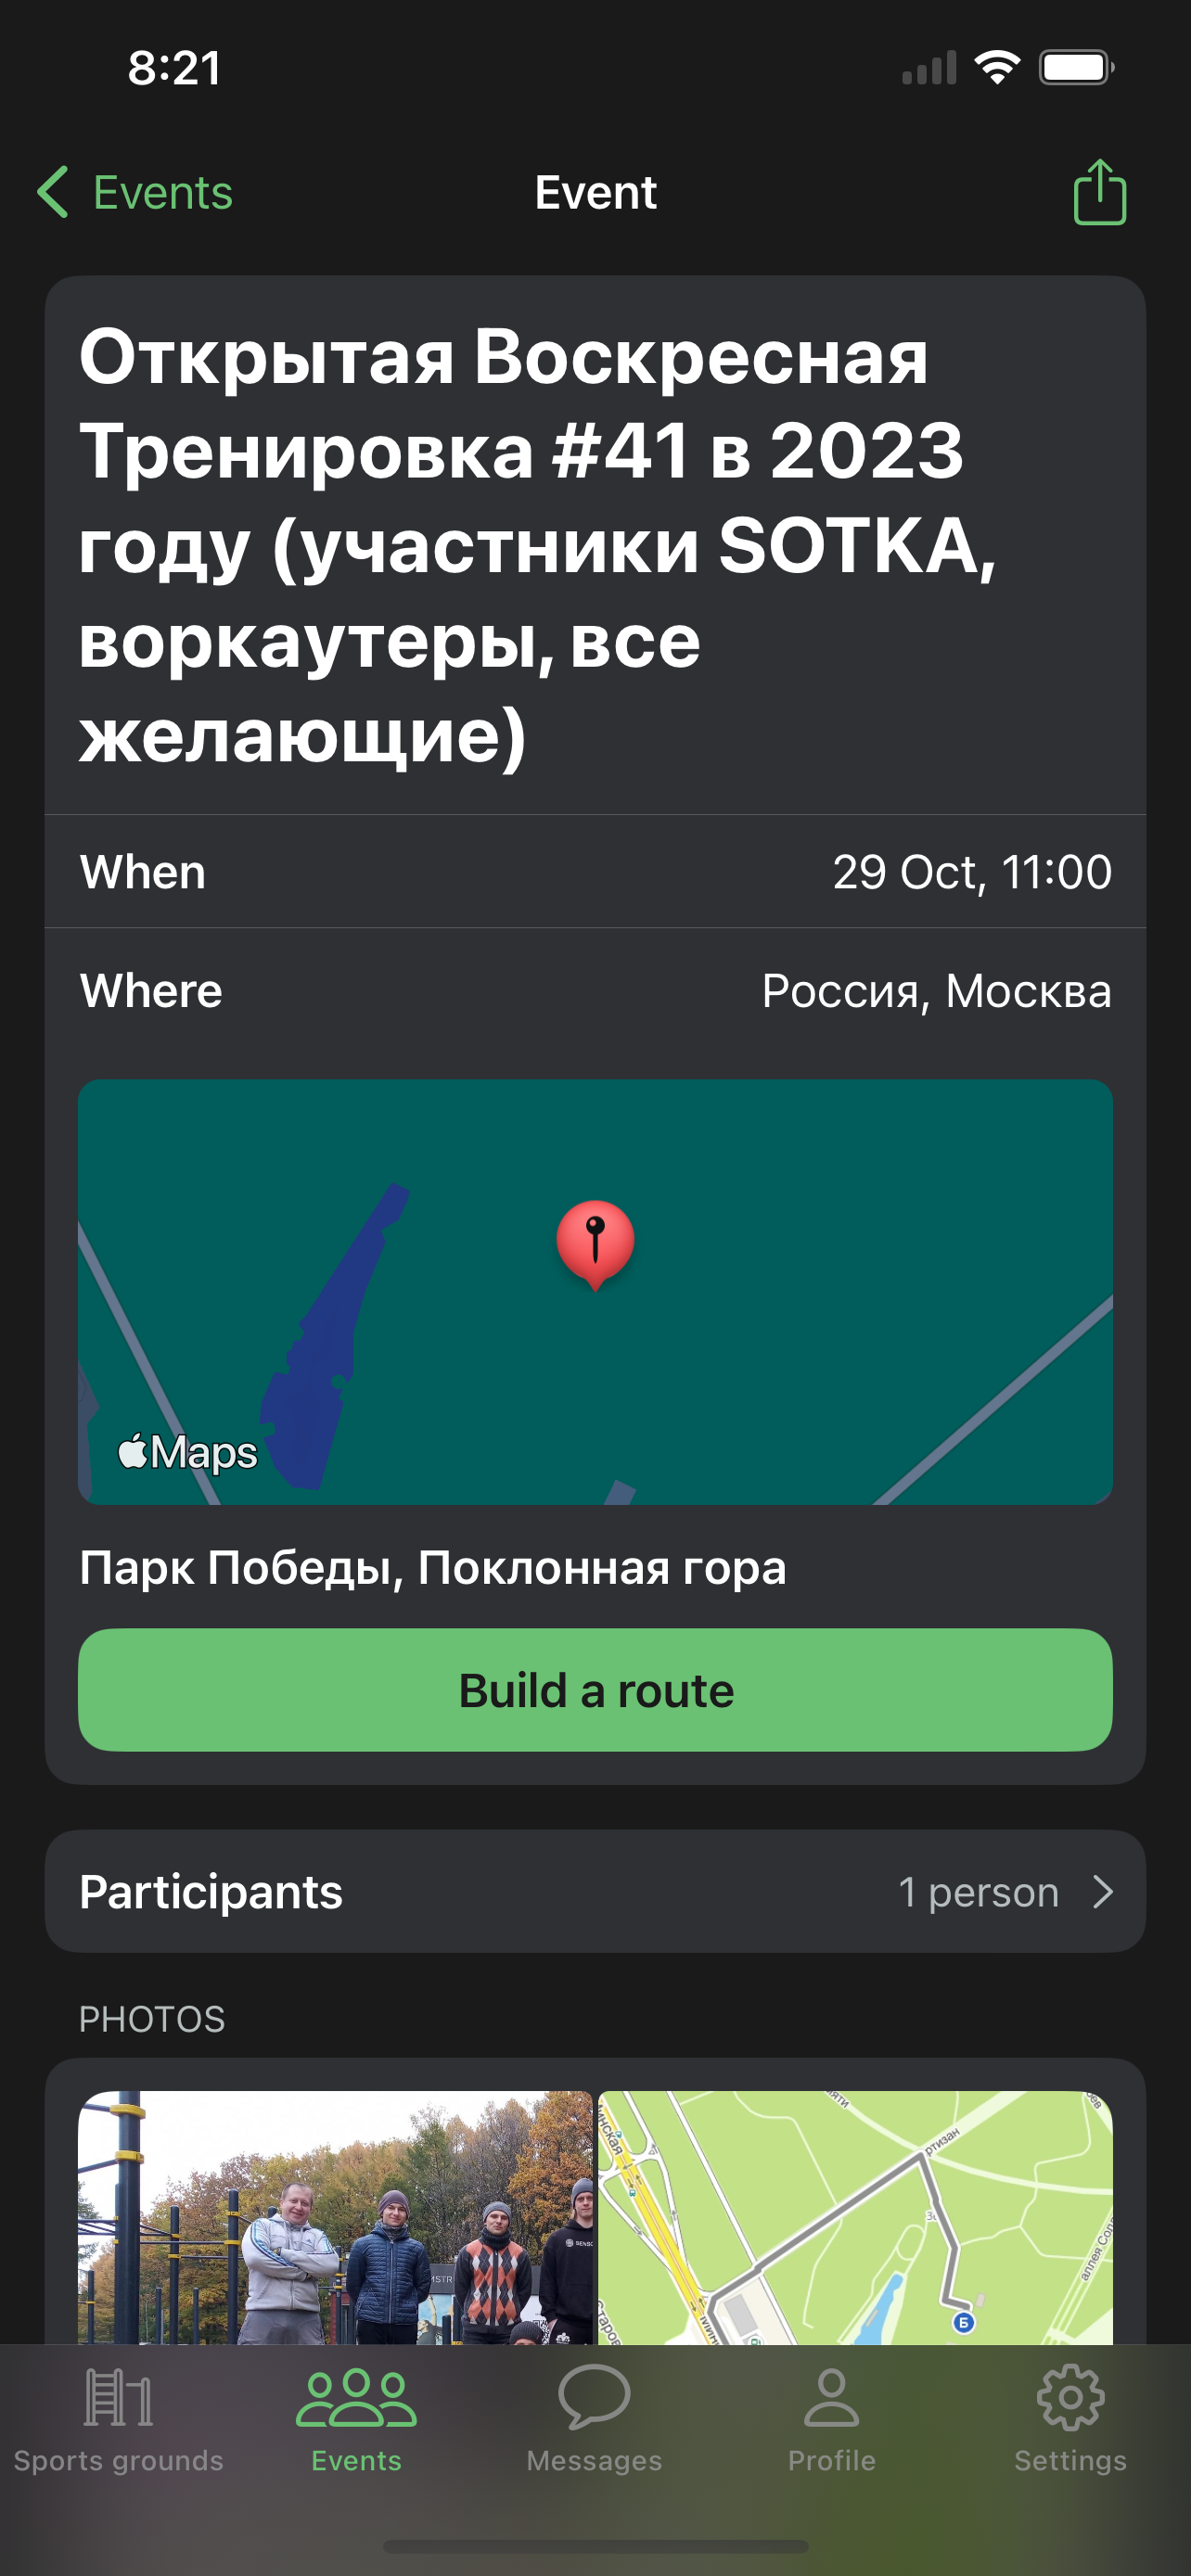 8:21
Events
Event
Открытая Воскресная
Тренировка #41 в 2023
году (участники SOTKA,
воркаутеры, все
желающие)
When
29 Oct, 11:00
Where
Россия, Москва
Maps
Парк Победы, Поклонная гора
Build a route
Participants
1 person
PHOTOS
ртизан
аллея
Б
Sports grounds
Events
Messages
Profile
Settings